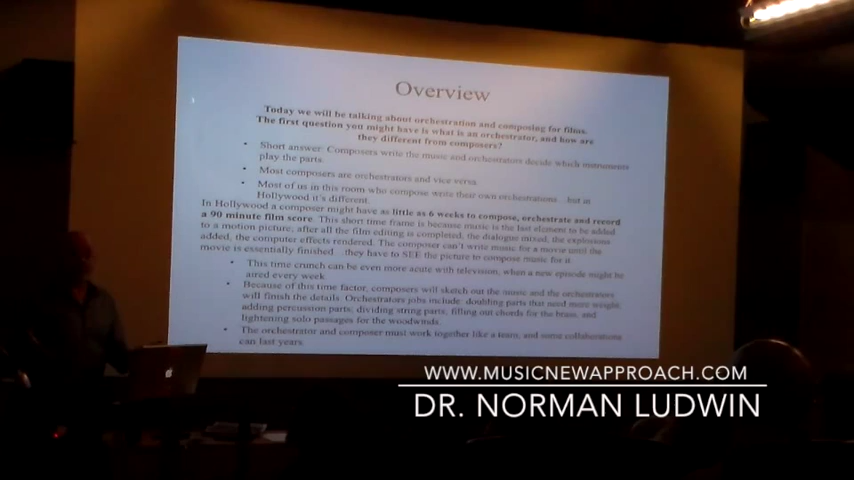 Overview
Today we will be talking about orchestration and composing for films.
The first question you might have is what is an orchestrator, and how are
they different from composers?
• Short answer: Composers write the music and orchestrators decide which instruments
play the parts.
• Most composers are orchestrators and vice versa.
• Most of us in this room who compose write their own orchestrations…but in
Hollywood it's different.
In Hollywood a composer might have as little as 6 weeks to compose, orchestrate and record
a 90 minute film score. This short time frame is because music is the last element to be added
to a motion picture, after all the film editing is completed, the dialogue mixed, the explosions
added, the computer effects rendered. The composer can't write music for a movie until the
movie is essentially finished they have to SEE the picture to compose music for it.
• This time crunch can be even more acute with television, when a new episode might be
aired every week.
• Because of this time factor, composers will sketch out the music and the orchestrators
will finish the details. Orchestrators jobs include: doubling parts that need more weight,
adding percussion parts, dividing string parts, filling out chords for the brass, and
lightening solo passages for the woodwinds.
• The orchestrator and composer must work together like a team, and some collaborations
can last years.
WWW.MUSICNEWAPPROACH.COM
DR. NORMAN LUDWIN